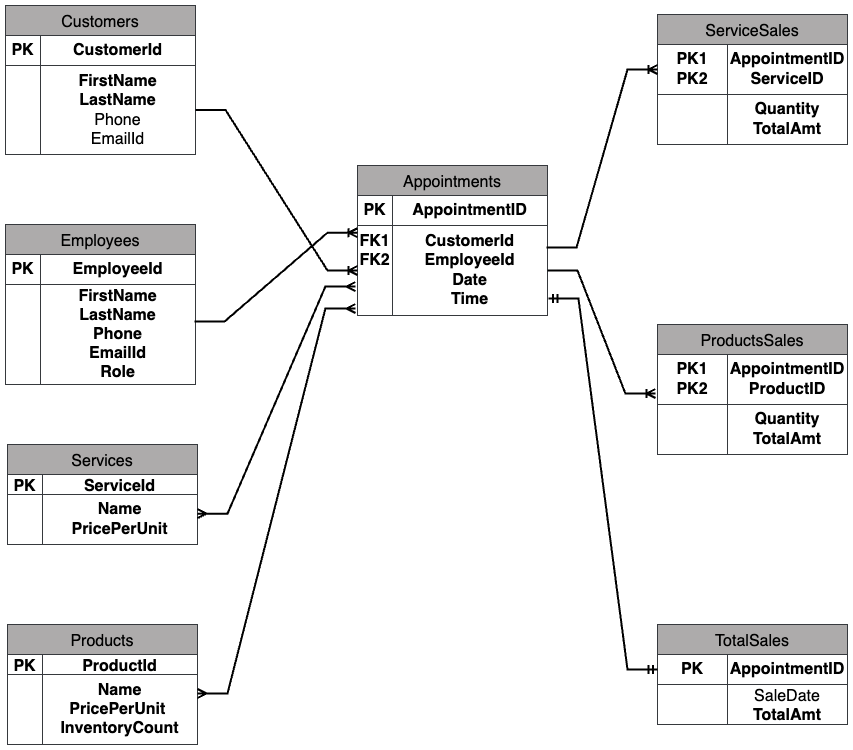 Customers
PK CustomerId
FirstName
LastName
Phone
EmailId
Employees
PK EmployeeId
FirstName
LastName
Phone
EmailId
Role
Services
PK ServiceId
Name
PricePerUnit
Products
PK ProductId
Name
PricePerUnit
InventoryCount
Appointments
PK AppointmentID
FK1 CustomerId
FK2 EmployeeId
Date
Time
ServiceSales
PK1 AppointmentID
PK2 ServiceID
Quantity
TotalAmt
ProductsSales
PK1 AppointmentID
PK2 ProductID
Quantity
TotalAmt
TotalSales
PK AppointmentID
SaleDate
TotalAmt